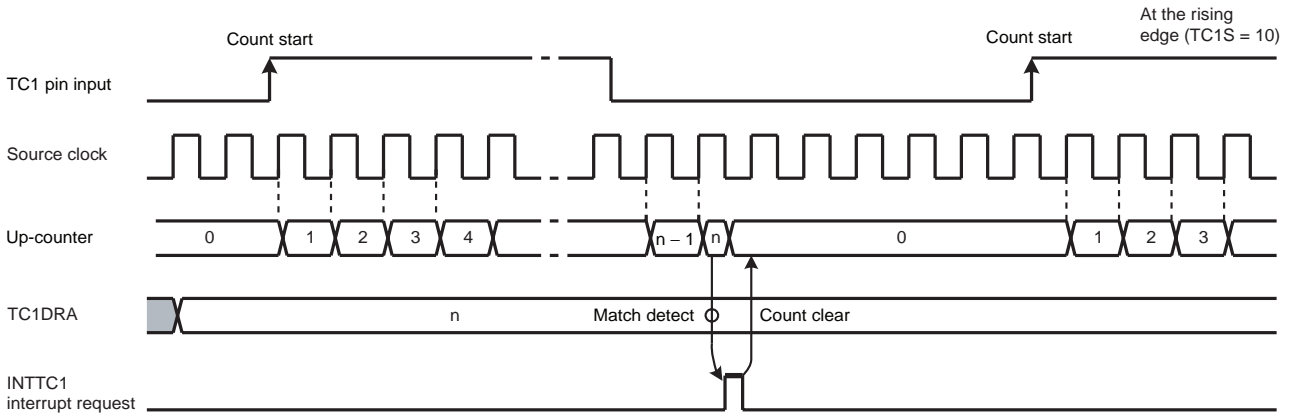 At the rising
edge (TC1S = 10)
Count start
Count start
TC1 pin input
Source clock
Up-counter
0
1
2
3
4
n – 1
n
0
1
2
3
TC1DRA
n
Match detect
Count clear
INTTC1
interrupt request